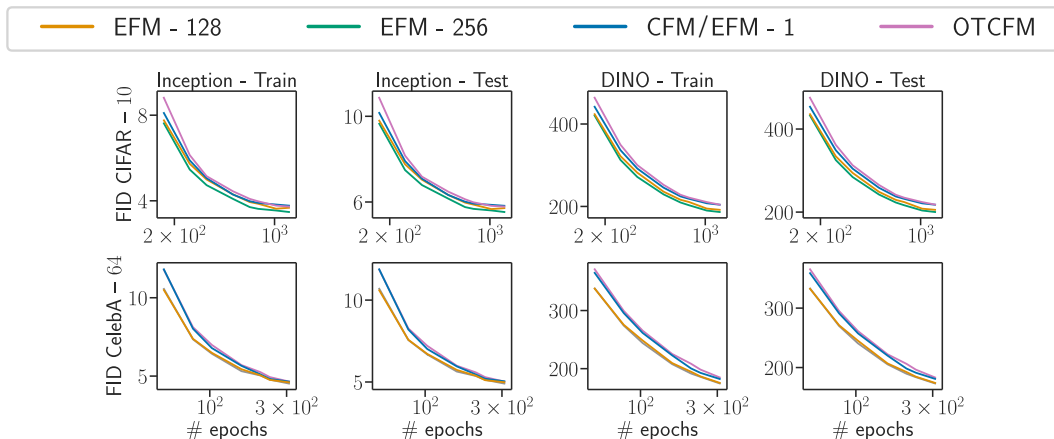 EFM - 128 EFM - 256 CFM/EFM - 1 OTCFM
Inception - Train Inception - Test DINO - Train DINO - Test
FID CIFAR - 10
8
4
10
6
400
200
400
200
2 × 10² 10³ 2 × 10² 10³ 2 × 10² 10³ 2 × 10² 10³
FID CelebA - 64
10
5
10
5
300
200
300
200
10² 3 × 10² 10² 3 × 10² 10² 3 × 10² 10² 3 × 10²
# epochs # epochs # epochs # epochs